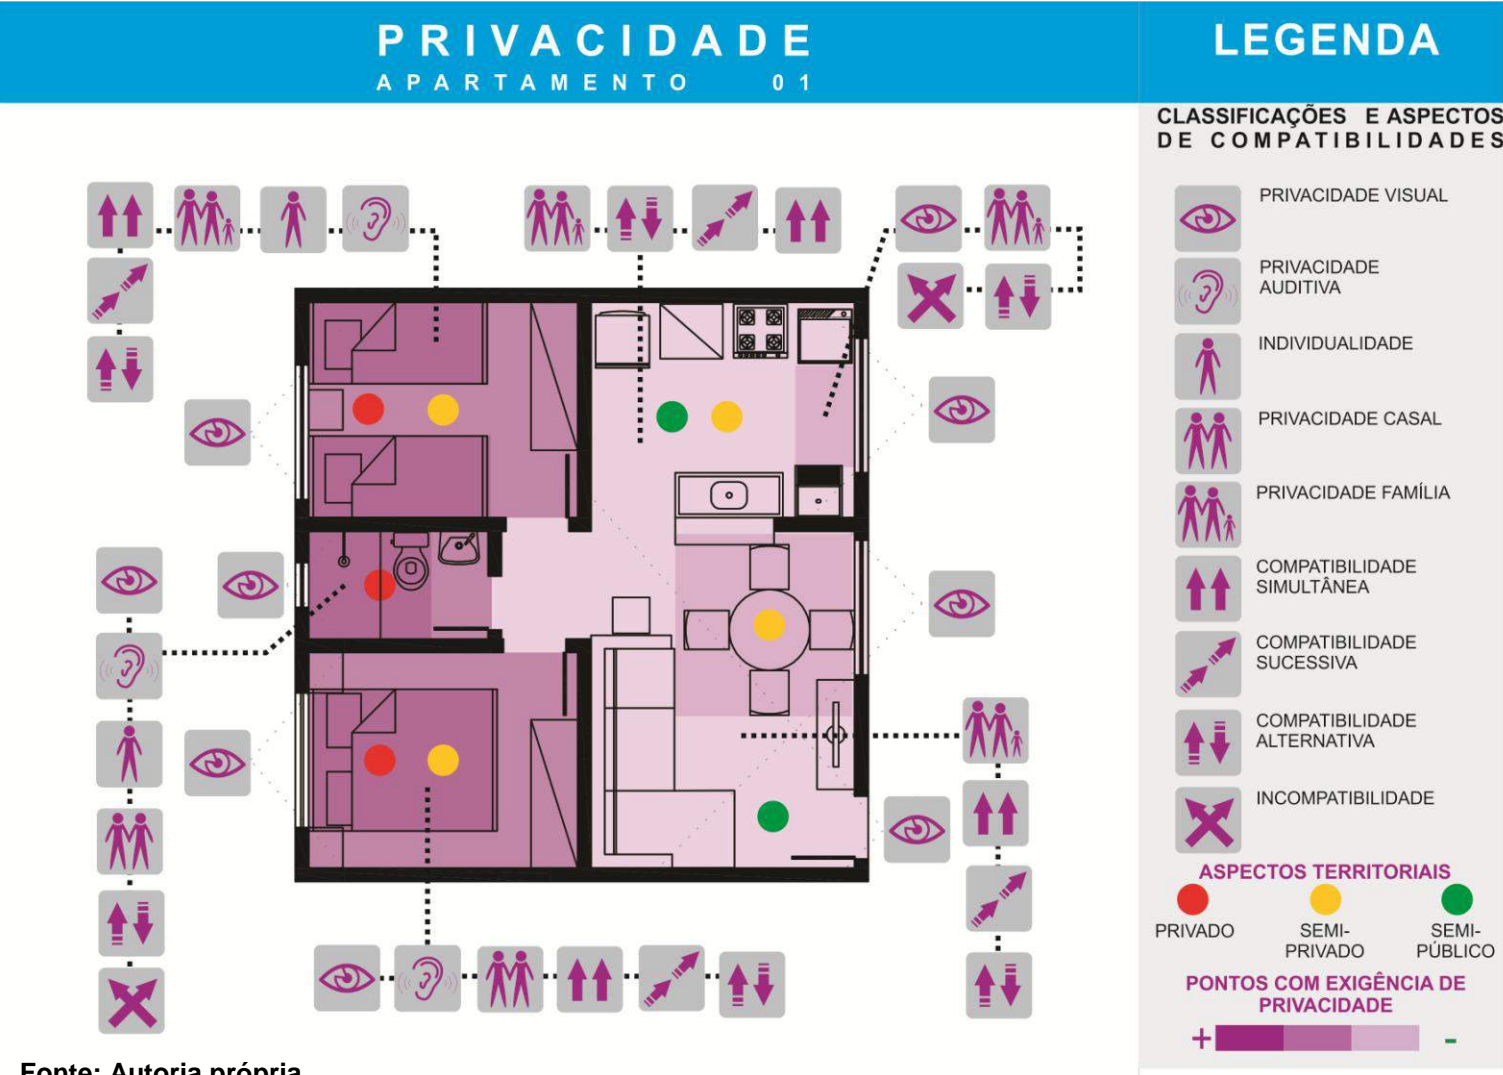 PRIVACIDADE
APARTAMENTO 01
LEGENDA
CLASSIFICAÇÕES E ASPECTOS
DE COMPATIBILIDADES
PRIVACIDADE VISUAL
PRIVACIDADE
AUDITIVA
INDIVIDUALIDADE
PRIVACIDADE CASAL
PRIVACIDADE FAMÍLIA
COMPATIBILIDADE
SIMULTÂNEA
COMPATIBILIDADE
SUCESSIVA
COMPATIBILIDADE
ALTERNATIVA
INCOMPATIBILIDADE
ASPECTOS TERRITORIAIS
PRIVADO
SEMI-
PRIVADO
SEMI-
PÚBLICO
PONTOS COM EXIGÊNCIA DE
PRIVACIDADE
+ -
Fonte: Autoria própria